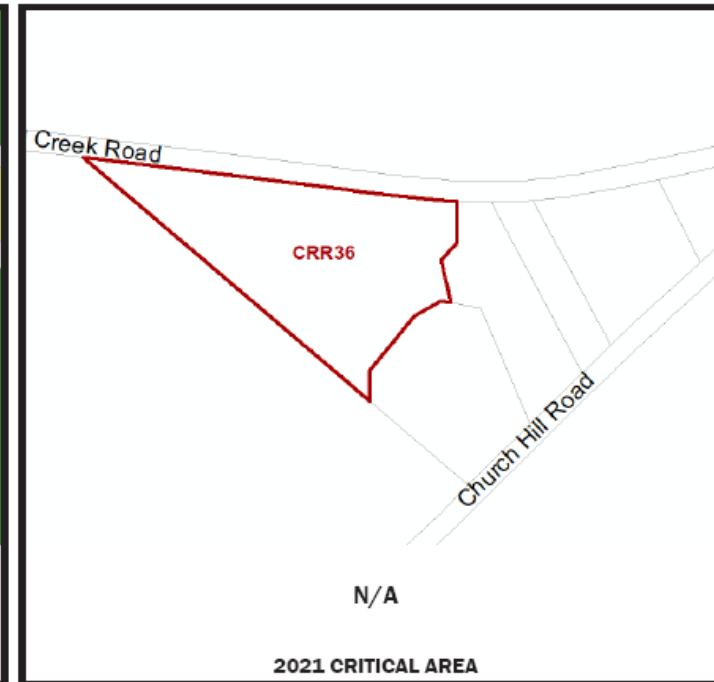 Creek Road
CRR36
Church Hill Road
N/A
2021 CRITICAL AREA